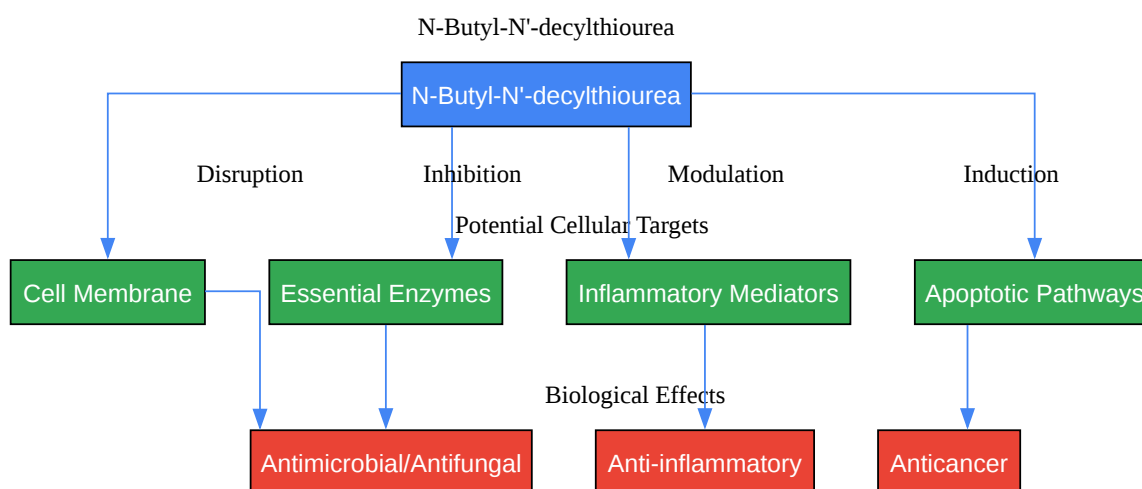 N-Butyl-N'-decylthiourea
N-Butyl-N'-decylthiourea
Disruption
Inhibition
Modulation
Induction
Potential Cellular Targets
Cell Membrane
Essential Enzymes
Inflammatory Mediators
Apoptotic Pathways
Biological Effects
Antimicrobial/Antifungal
Anti-inflammatory
Anticancer